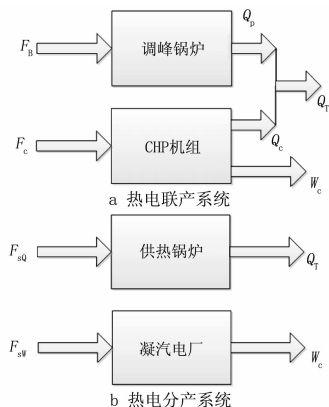 Q_p
F_B 调峰锅炉
Q_T
F_c CHP机组 Q_c
W_c
a 热电联产系统
F_sQ 供热锅炉 Q_T
F_sW 凝汽电厂 W_c
b 热电分产系统